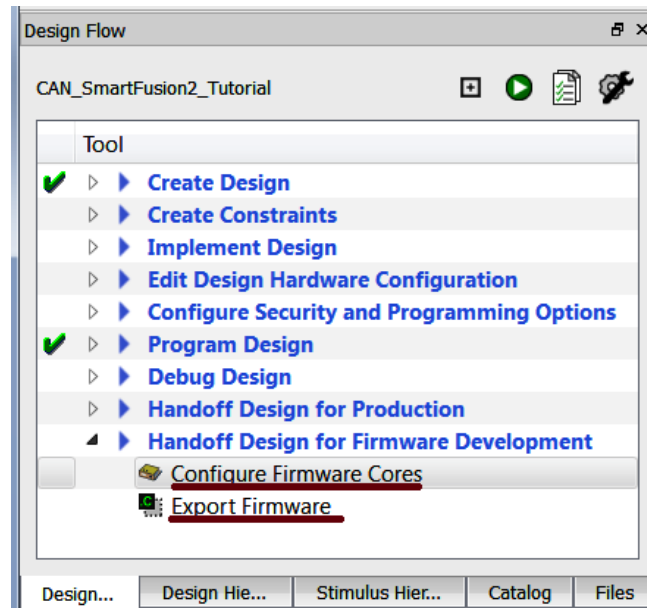 Design Flow
CAN_SmartFusion2_Tutorial
Tool
Create Design
Create Constraints
Implement Design
Edit Design Hardware Configuration
Configure Security and Programming Options
Program Design
Debug Design
Handoff Design for Production
Handoff Design for Firmware Development
Configure Firmware Cores
Export Firmware
Design... Design Hie... Stimulus Hier... Catalog Files